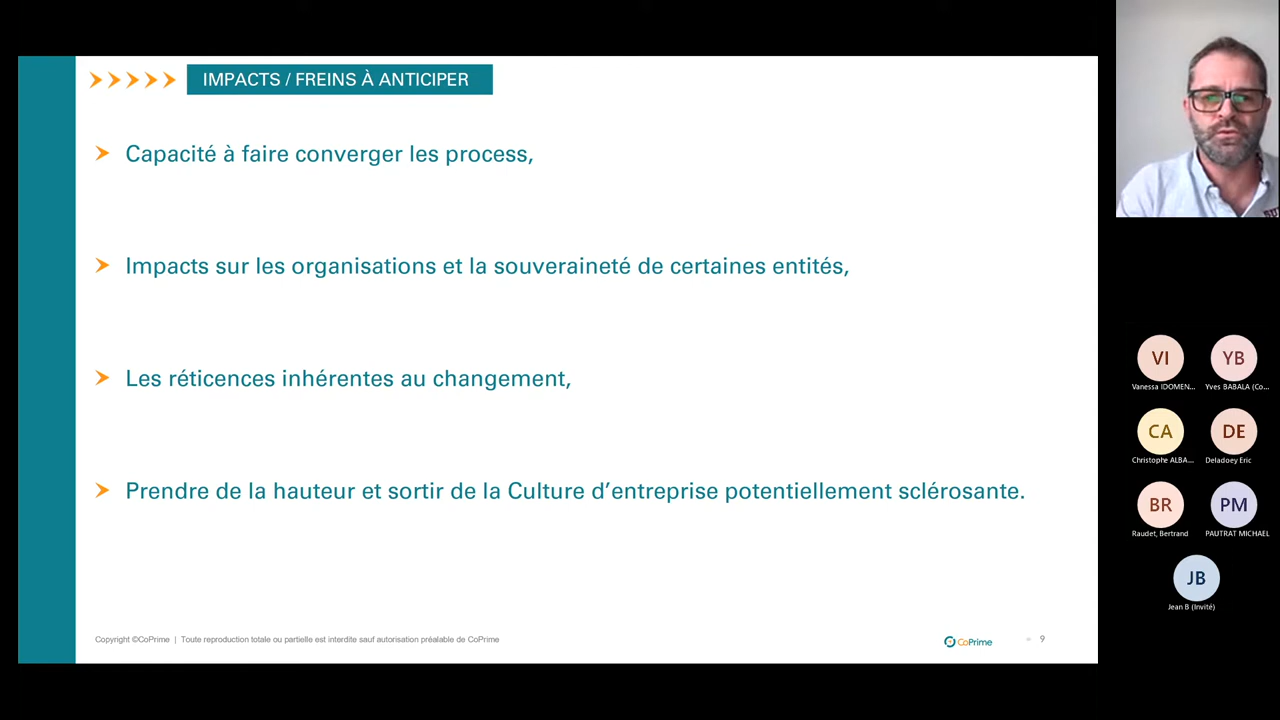 IMPACTS / FREINS À ANTICIPER
Capacité à faire converger les process,
Impacts sur les organisations et la souveraineté de certaines entités,
Les réticences inhérentes au changement,
Prendre de la hauteur et sortir de la Culture d’entreprise potentiellement sclérosante.
Copyright ©CoPrime | Toute reproduction totale ou partielle est interdite sauf autorisation préalable de CoPrime
CoPrime
9
VI
YB
Vanessa IDOMEN...
Yves BABALA (Co...
CA
DE
Christophe ALBA...
Deladoey Eric
BR
PM
Raudet, Bertrand
PAUTRAT MICHAEL
JB
Jean B (Invité)